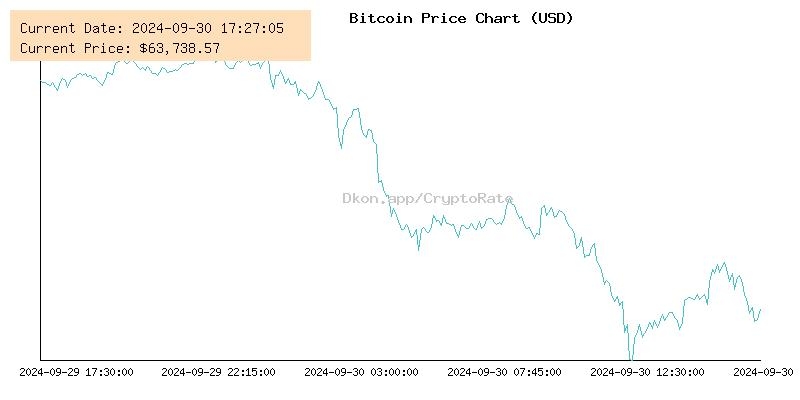 Bitcoin Price Chart (USD)
Current Date: 2024-09-30 17:27:05
Current Price: $63,738.57
Dkon.app/CryptoRate
2024-09-29 17:30:00 2024-09-29 22:15:00 2024-09-30 03:00:00 2024-09-30 07:45:00 2024-09-30 12:30:00 2024-09-30